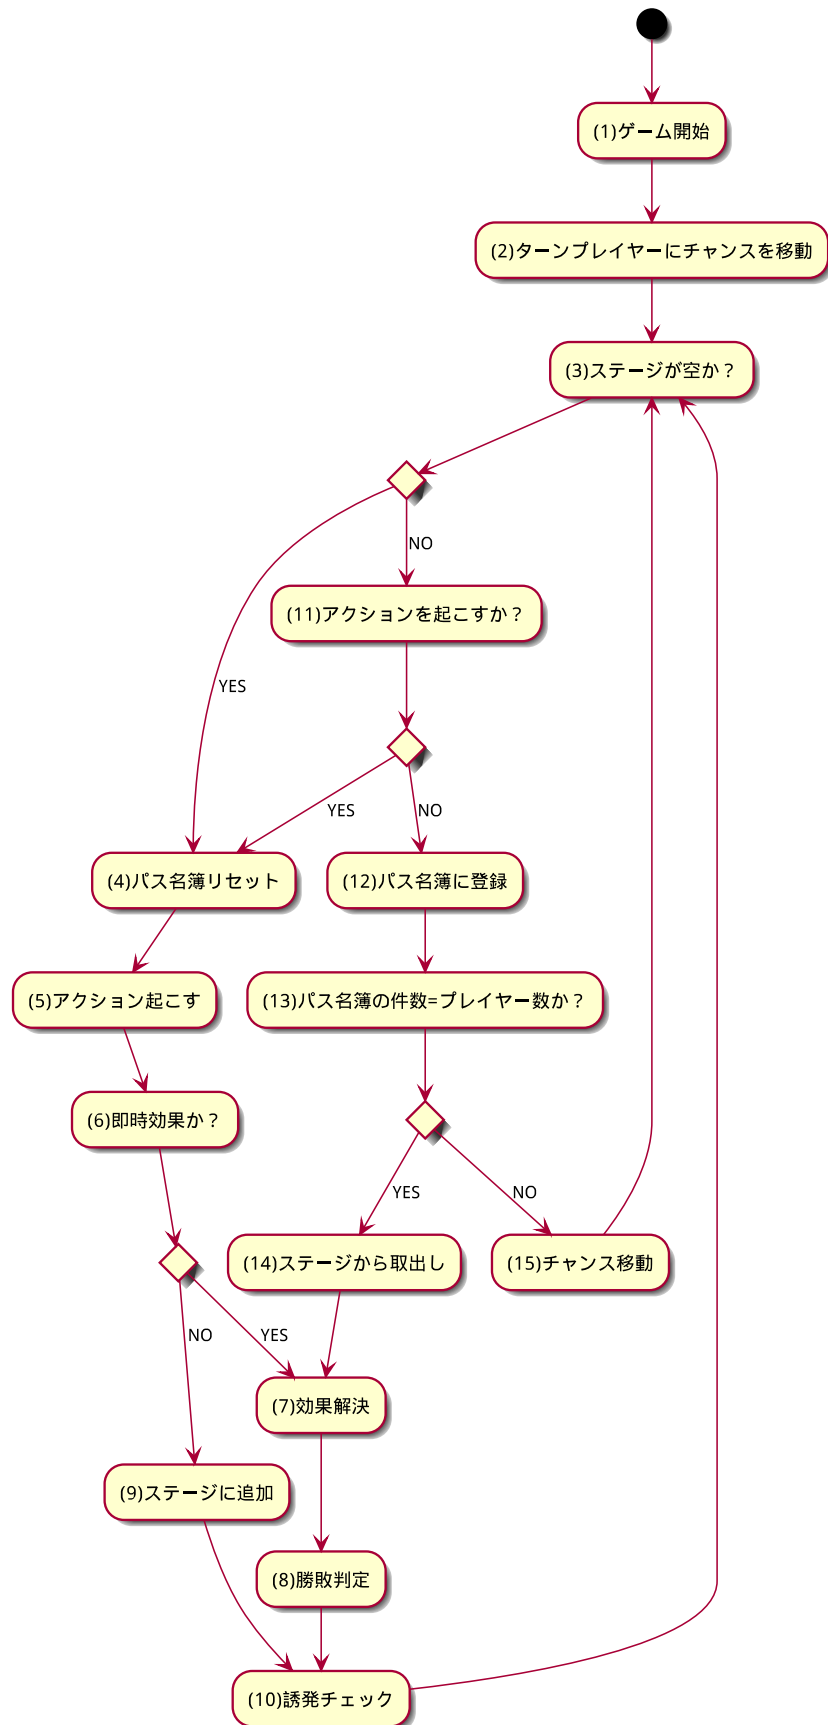 (1)ゲーム開始
(2)ターンプレイヤーにチャンスを移動
(3)ステージが空か？
NO
(11)アクションを起こすか？
YES
YES
NO
(4)パス名簿リセット
(12)パス名簿に登録
(5)アクション起こす
(13)パス名簿の件数=プレイヤー数か？
(6)即時効果か？
YES
NO
(14)ステージから取出し
(15)チャンス移動
NO
YES
(7)効果解決
(9)ステージに追加
(8)勝敗判定
(10)誘発チェック